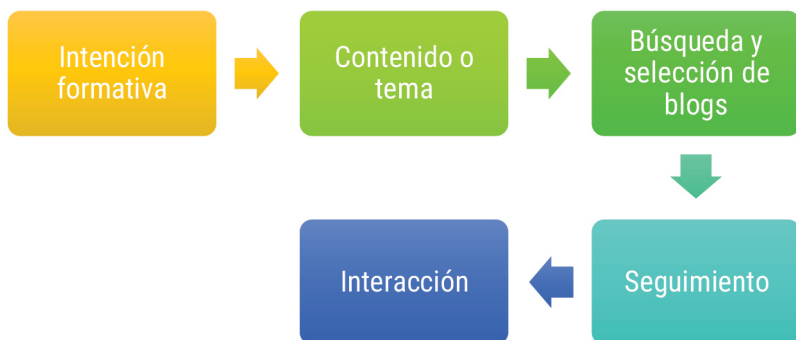 Intención
formativa
Contenido o
tema
Búsqueda y
selección de
blogs
Seguimiento
Interacción